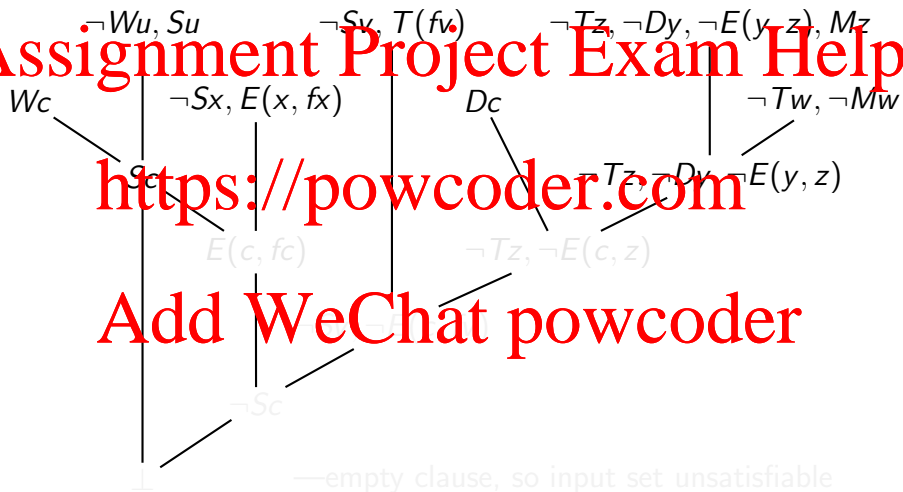 ¬Wu, Su ¬Sv, T(fv) ¬Tz, ¬Dy, ¬E(y, z), Mz
Assignment Project Exam Help
Wc ¬Sx, E(x, fx) Dc ¬Tw, ¬Mw
Sc ¬Tz, ¬Dy, ¬E(y, z)
https://powcoder.com
E(c, fc) ¬Tz, ¬E(c, z)
Add WeChat powcoder
¬Sc
⊥ —empty clause, so input set unsatisfiable